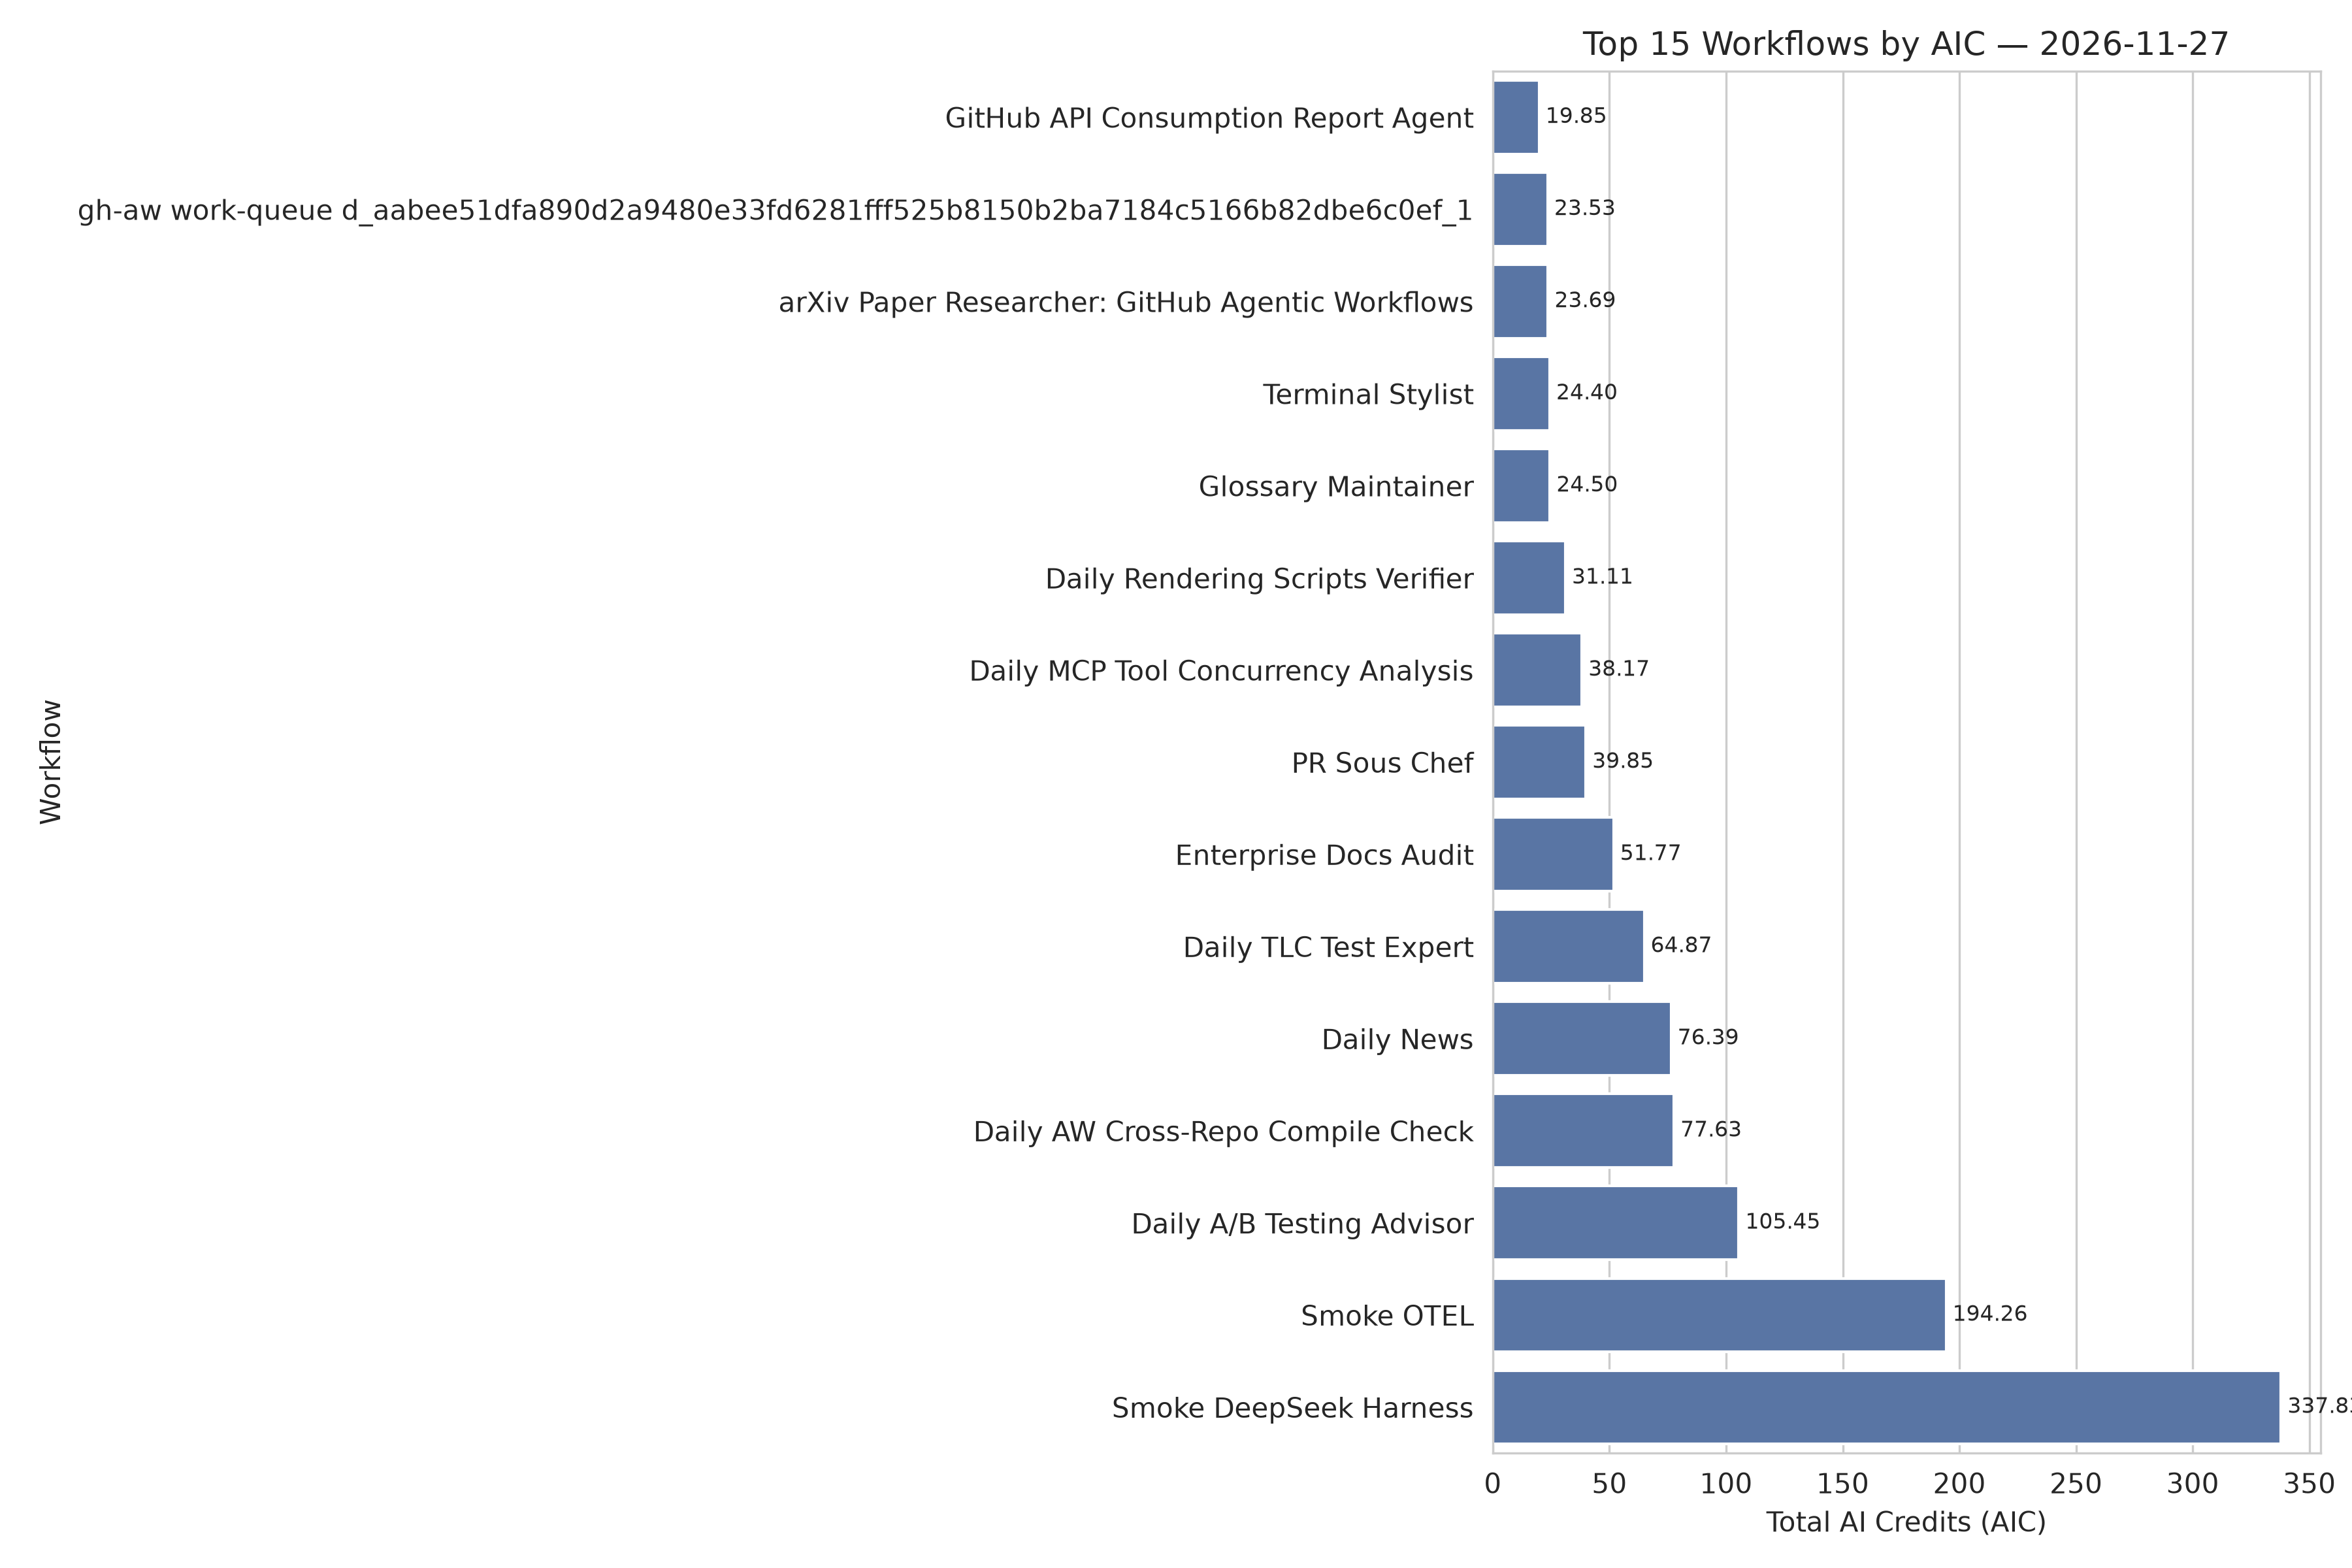 Top 15 Workflows by AIC — 2026-11-27
GitHub API Consumption Report Agent 19.85
gh-aw work-queue d_aabee51dfa890d2a9480e33fd6281fff525b8150b2ba7184c5166b82dbe6c0ef_1 23.53
arXiv Paper Researcher: GitHub Agentic Workflows 23.69
Terminal Stylist 24.40
Glossary Maintainer 24.50
Daily Rendering Scripts Verifier 31.11
Daily MCP Tool Concurrency Analysis 38.17
PR Sous Chef 39.85
Enterprise Docs Audit 51.77
Daily TLC Test Expert 64.87
Daily News 76.39
Daily AW Cross-Repo Compile Check 77.63
Daily A/B Testing Advisor 105.45
Smoke OTEL 194.26
Smoke DeepSeek Harness
Workflow
0 50 100 150 200 250 300 350
Total AI Credits (AIC)